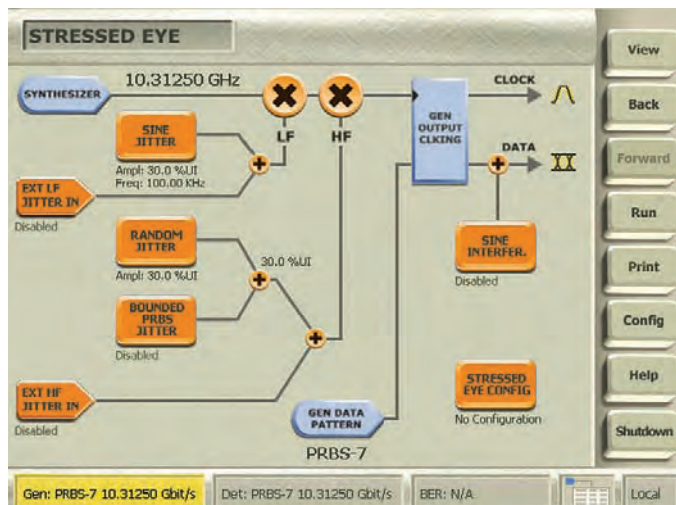 STRESSED EYE
SYNTHESIZER
10.31250 GHz
LF
HF
GEN
OUTPUT
CLKING
CLOCK
DATA
SINE
JITTER
Ampl: 30.0 %UI
Freq: 100.00 KHz
EXT LF
JITTER IN
Disabled
RANDOM
JITTER
Ampl: 30.0 %UI
30.0 %UI
BOUNDED
PRBS
JITTER
Disabled
SINE
INTERFER.
Disabled
EXT HF
JITTER IN
Disabled
GEN DATA
PATTERN
PRBS-7
STRESSED
EYE CONFIG
No Configuration
View
Back
Forward
Run
Print
Config
Help
Shutdown
Gen: PRBS-7 10.31250 Gbit/s
Det: PRBS-7 10.31250 Gbit/s
BER: N/A
Local